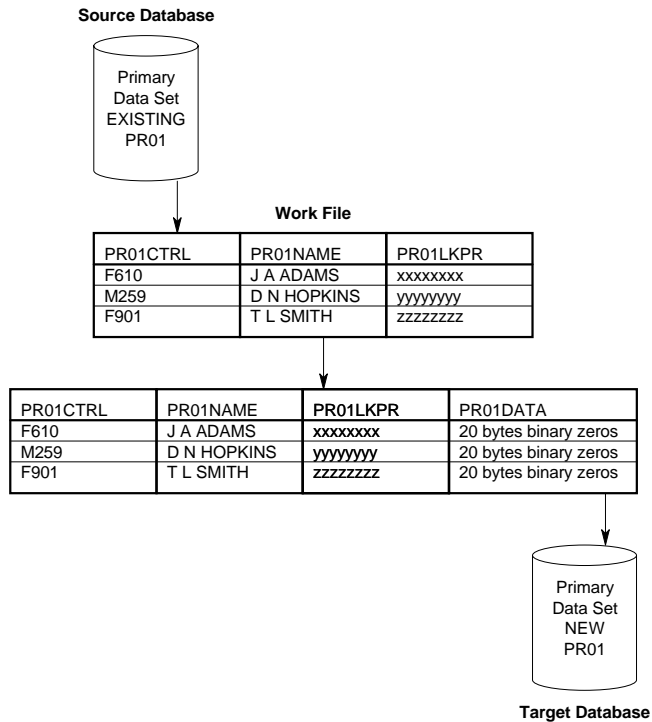 Source Database
Primary
Data Set
EXISTING
PR01
Work File
PR01CTRL PR01NAME PR01LKPR
F610 J A ADAMS xxxxxxxx
M259 D N HOPKINS yyyyyyyy
F901 T L SMITH zzzzzzzz
PR01CTRL PR01NAME PR01LKPR PR01DATA
F610 J A ADAMS xxxxxxxx 20 bytes binary zeros
M259 D N HOPKINS yyyyyyyy 20 bytes binary zeros
F901 T L SMITH zzzzzzzz 20 bytes binary zeros
Primary
Data Set
NEW
PR01
Target Database